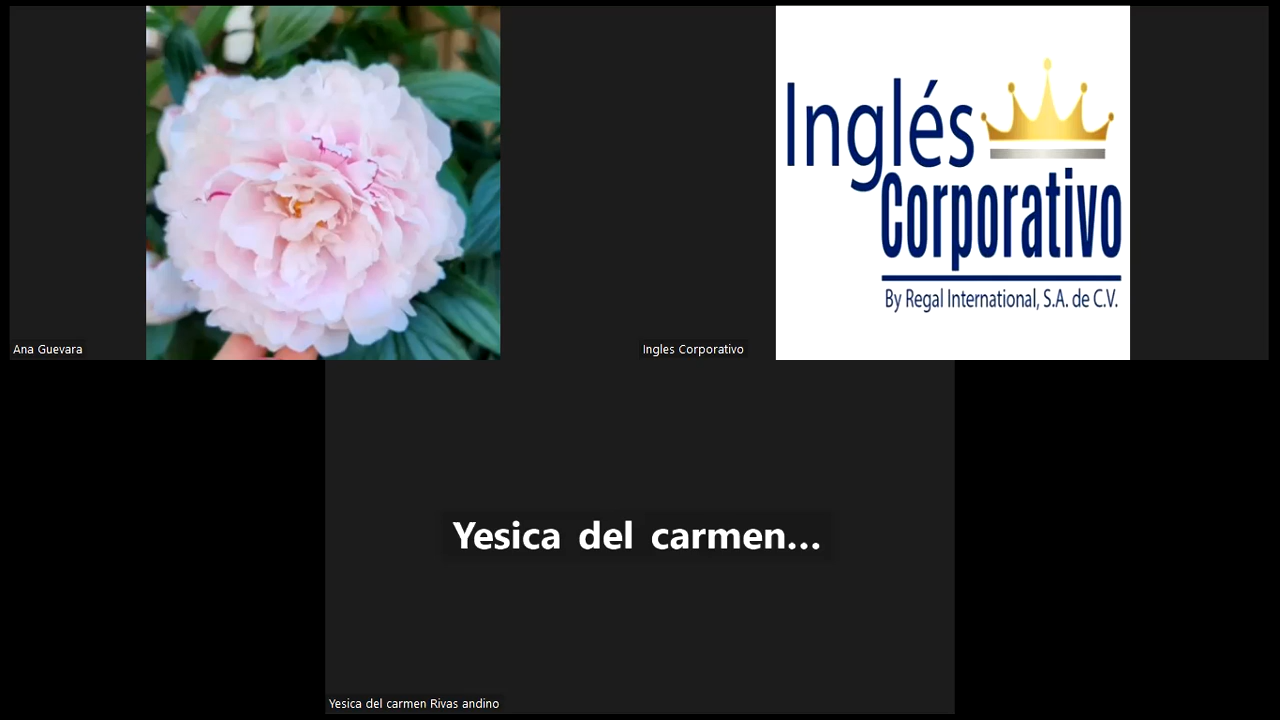 Inglés
Corporativo
By Regal International, S.A. de C.V.
Ana Guevara
Ingles Corporativo
Yesica del carmen...
Yesica del carmen Rivas andino